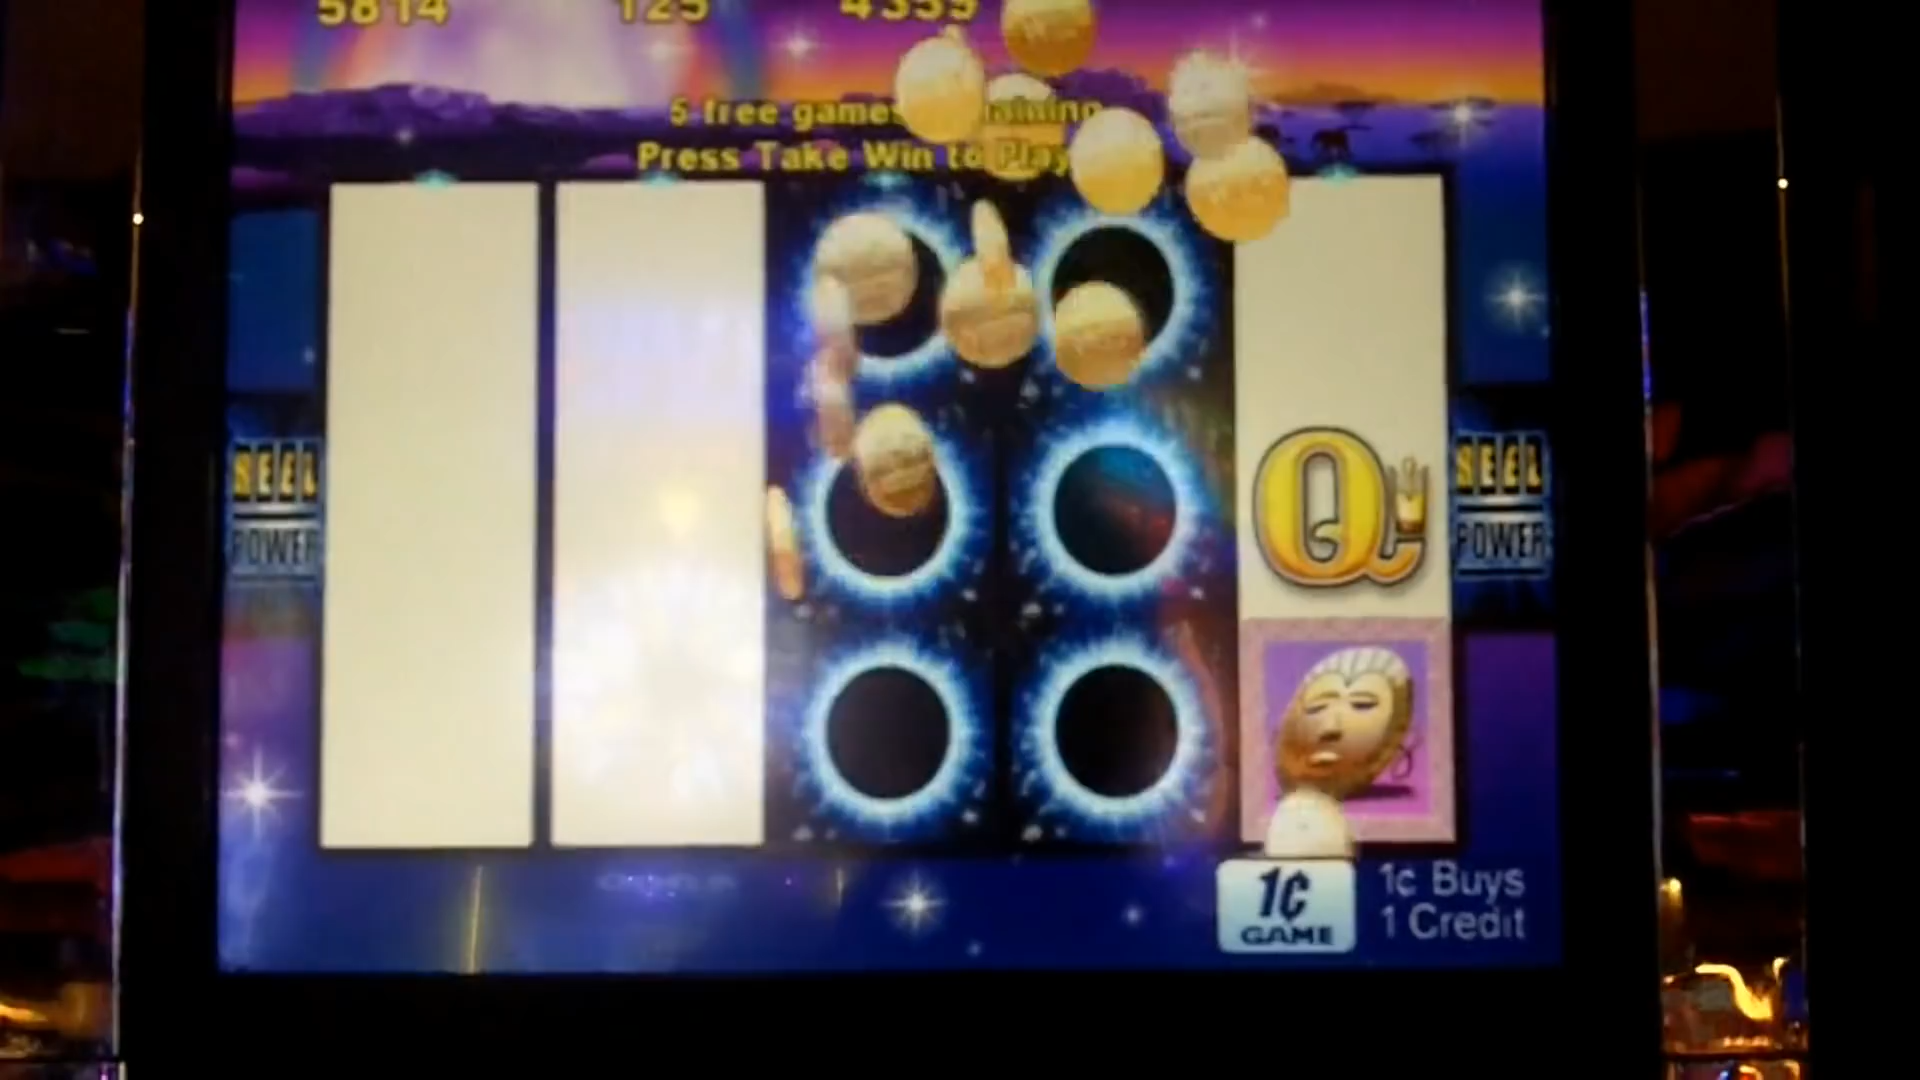 5814 125 4359
5 free games
Press Take Win to Play
REEL POWER
REEL POWER
Q
1¢ GAME
1c Buys
1 Credit